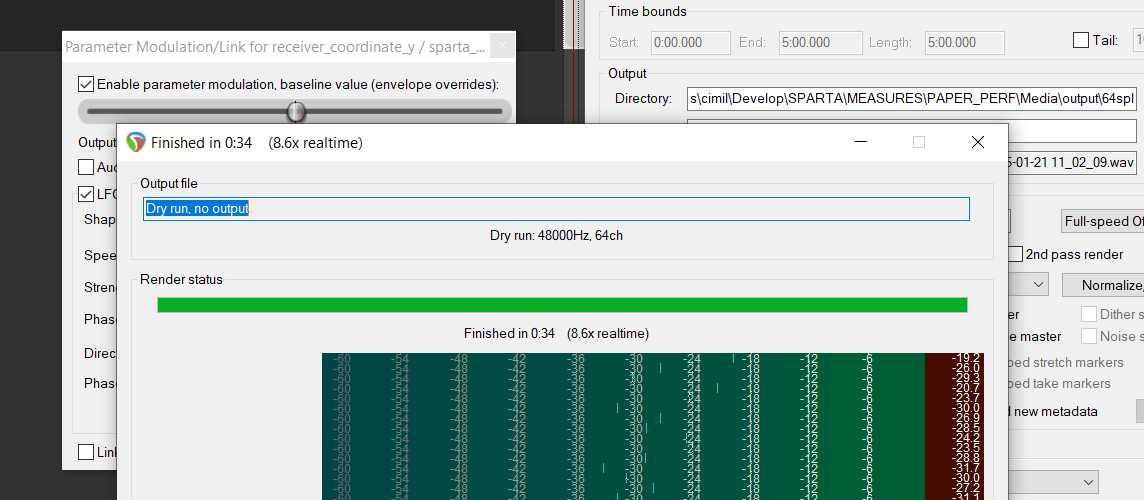 Parameter Modulation/Link for receiver_coordinate_y / sparta_...
Enable parameter modulation, baseline value (envelope overrides):
Output
Aud
LFO
Shap
Speed
Streng
Phas
Direc
Phas
Link
Time bounds
Start: 0:00.000 End: 5:00.000 Length: 5:00.000 Tail: 1
Output
Directory: s\cimil\Develop\SPARTA\MEASURES\PAPER_PERF\Media\output\64spl
5-01-21 11_02_09.wav
Full-speed Of
2nd pass render
Normalize,
er Dither s
e master Noise s
ped stretch markers
ped take markers
d new metadata
Finished in 0:34 (8.6x realtime)
Output file
Dry run, no output
Dry run: 48000Hz, 64ch
Render status
Finished in 0:34 (8.6x realtime)
-60 -54 -48 -42 -36 -30 -24 -18 -12 -6 -19.2
-60 -54 -48 -42 -36 -30 -24 -18 -12 -6 -26.0
-60 -54 -48 -42 -36 -30 -24 -18 -12 -6 -29.3
-60 -54 -48 -42 -36 -30 -24 -18 -12 -6 -20.7
-60 -54 -48 -42 -36 -30 -24 -18 -12 -6 -23.7
-60 -54 -48 -42 -36 -30 -24 -18 -12 -6 -30.0
-60 -54 -48 -42 -36 -30 -24 -18 -12 -6 -26.9
-60 -54 -48 -42 -36 -30 -24 -18 -12 -6 -28.5
-60 -54 -48 -42 -36 -30 -24 -18 -12 -6 -24.2
-60 -54 -48 -42 -36 -30 -24 -18 -12 -6 -23.5
-60 -54 -48 -42 -36 -30 -24 -18 -12 -6 -28.8
-60 -54 -48 -42 -36 -30 -24 -18 -12 -6 -31.7
-60 -54 -48 -42 -36 -30 -24 -18 -12 -6 -30.0
-60 -54 -48 -42 -36 -30 -24 -18 -12 -6 -27.2
-60 -54 -48 -42 -36 -30 -24 -18 -12 -6 -31.1